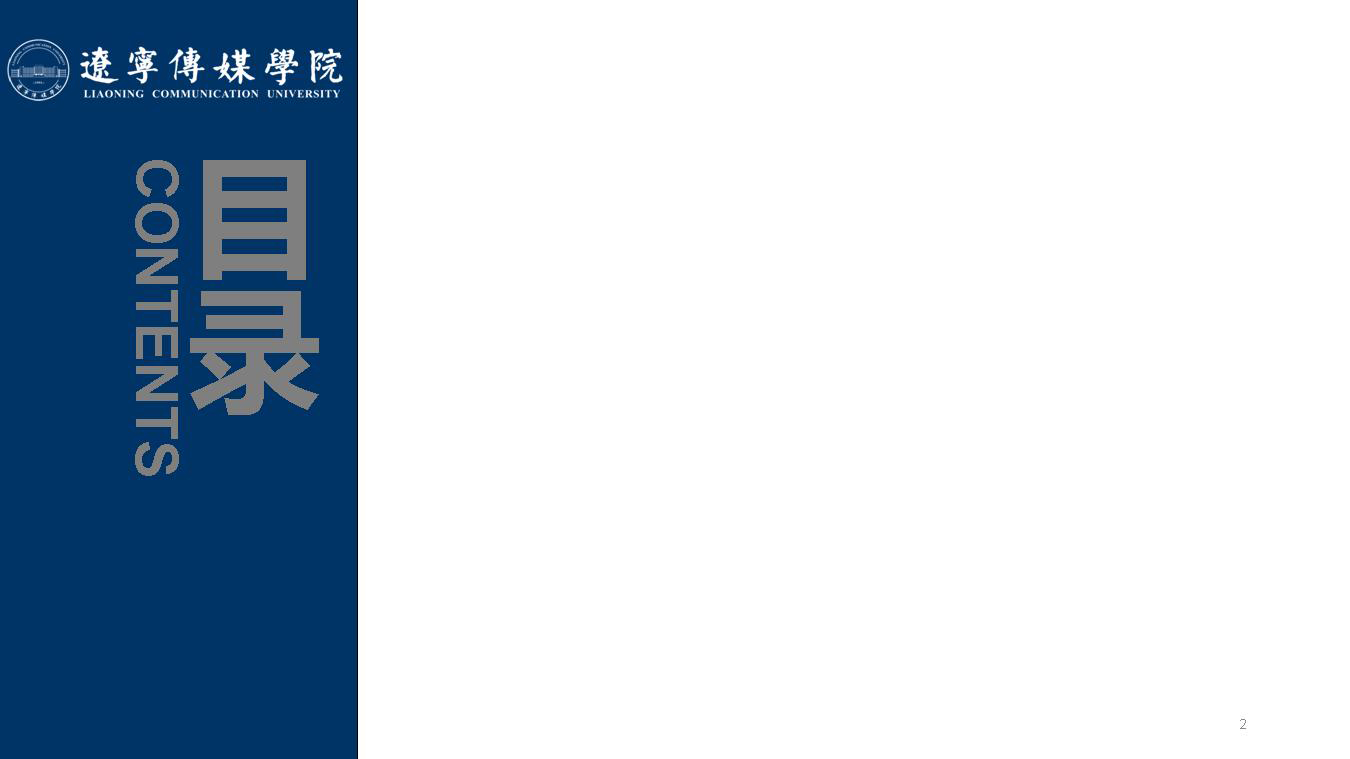 遼寧傳媒學院
LIAONING COMMUNICATION UNIVERSITY
目录
CONTENTS
2